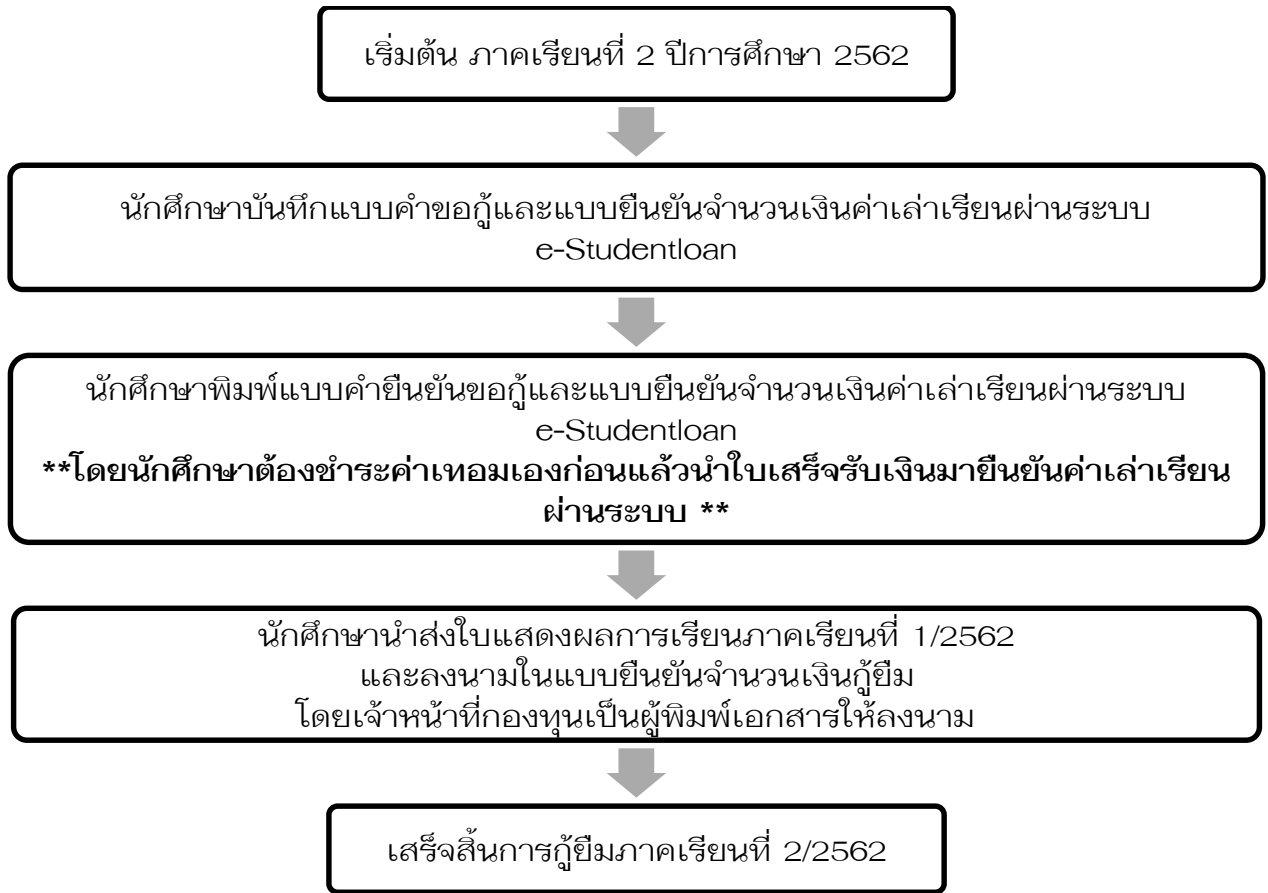 เริ่มต้น ภาคเรียนที่ 2 ปีการศึกษา 2562
นักศึกษาบันทึกแบบคำขอกู้และแบบยืนยันจำนวนเงินค่าเล่าเรียนผ่านระบบ
e-Studentloan
นักศึกษาพิมพ์แบบคำยืนยันขอกู้และแบบยืนยันจำนวนเงินค่าเล่าเรียนผ่านระบบ
e-Studentloan
**โดยนักศึกษาต้องชำระค่าเทอมเองก่อนแล้วนำใบเสร็จรับเงินมายืนยันค่าเล่าเรียน
ผ่านระบบ **
นักศึกษานำส่งใบแสดงผลการเรียนภาคเรียนที่ 1/2562
และลงนามในแบบยืนยันจำนวนเงินกู้ยืม
โดยเจ้าหน้าที่กองทุนเป็นผู้พิมพ์เอกสารให้ลงนาม
เสร็จสิ้นการกู้ยืมภาคเรียนที่ 2/2562